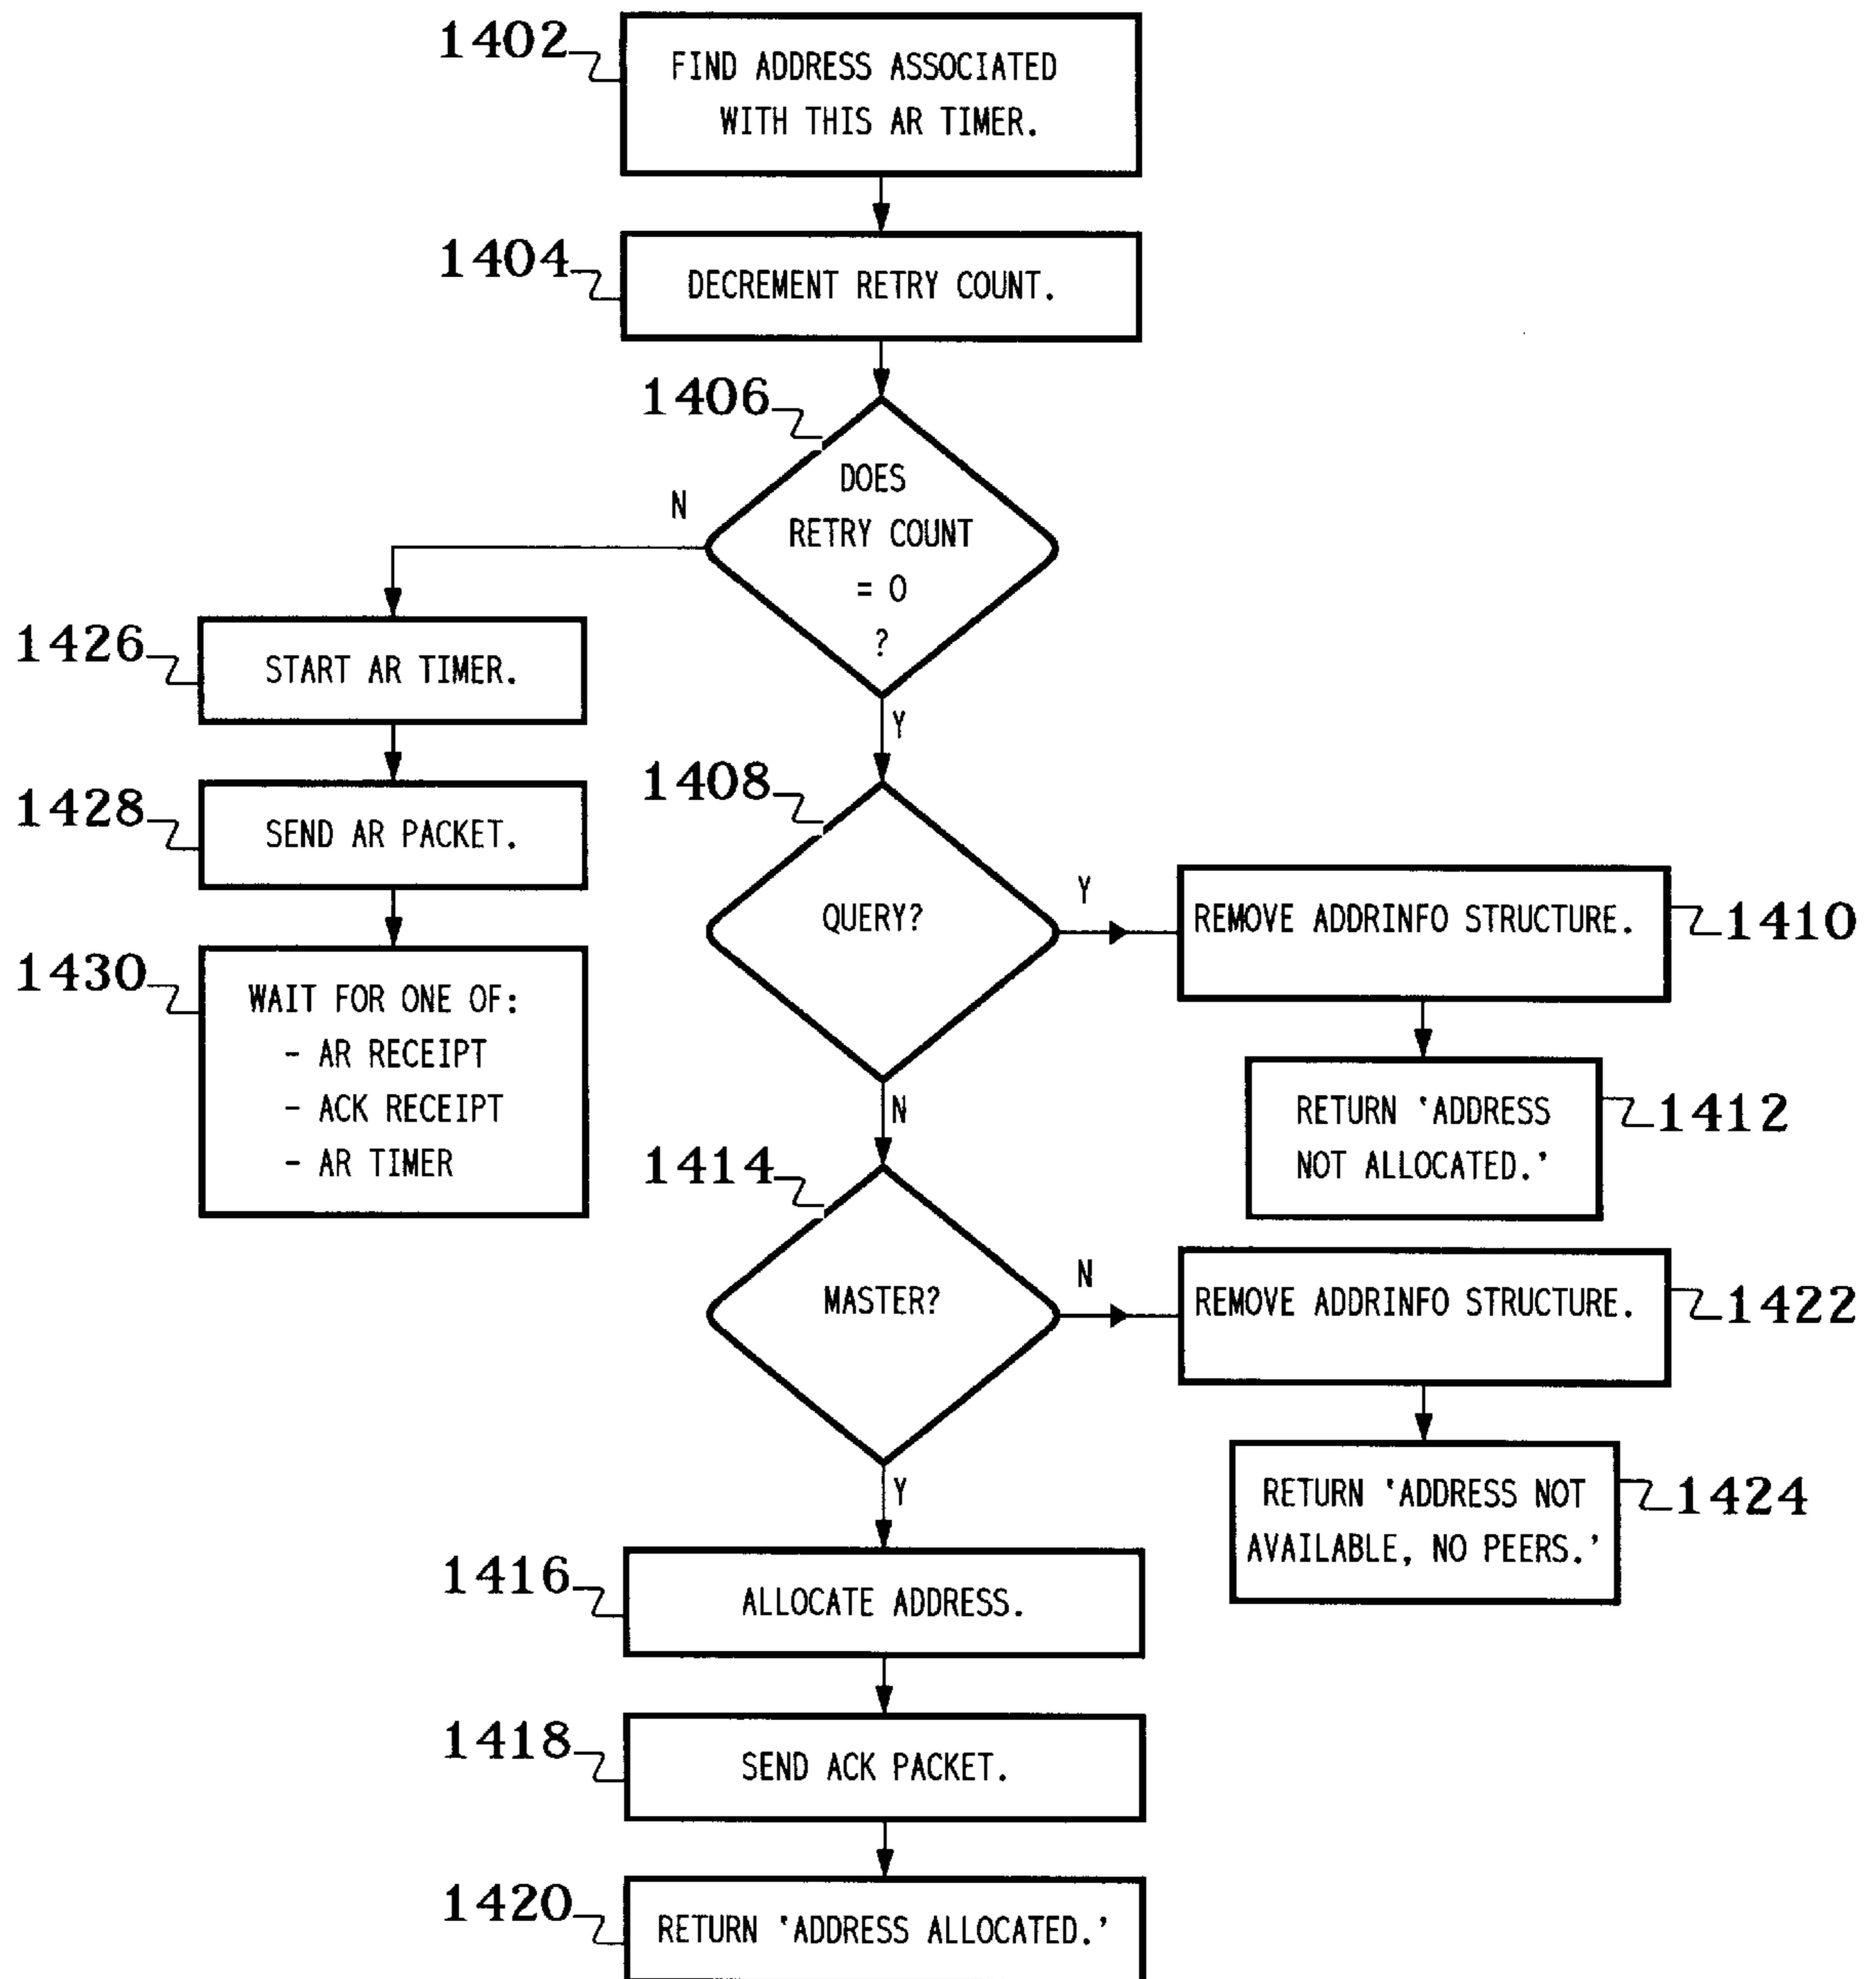 1402
FIND ADDRESS ASSOCIATED
WITH THIS AR TIMER.
1404
DECREMENT RETRY COUNT.
1406
DOES
RETRY COUNT
= 0
?
N
Y
1426
START AR TIMER.
1428
SEND AR PACKET.
1430
WAIT FOR ONE OF:
- AR RECEIPT
- ACK RECEIPT
- AR TIMER
1408
QUERY?
Y
N
REMOVE ADDRINFO STRUCTURE.
1410
RETURN 'ADDRESS
NOT ALLOCATED.'
1412
1414
MASTER?
N
Y
REMOVE ADDRINFO STRUCTURE.
1422
RETURN 'ADDRESS NOT
AVAILABLE, NO PEERS.'
1424
1416
ALLOCATE ADDRESS.
1418
SEND ACK PACKET.
1420
RETURN 'ADDRESS ALLOCATED.'